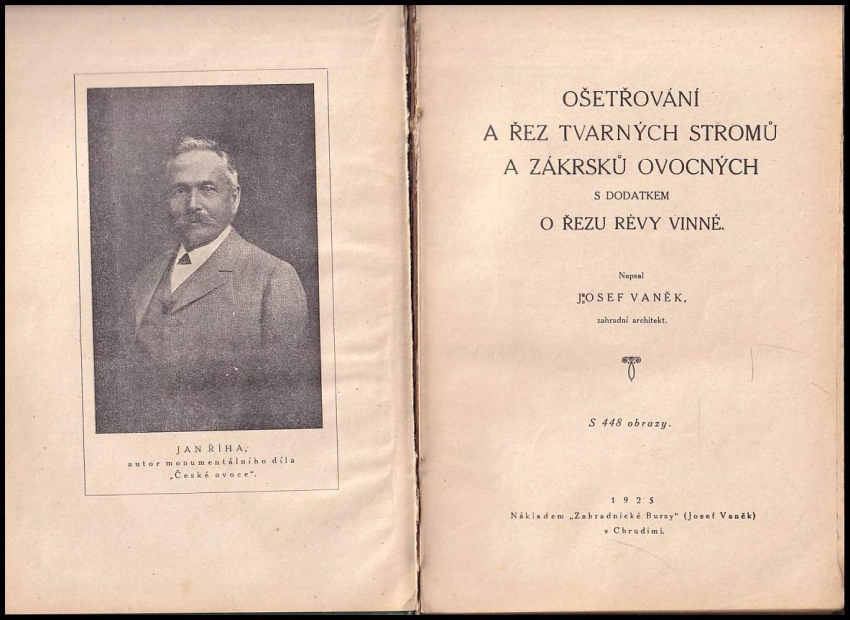 JAN ŘÍHA,
autor monumentálního díla
„České ovoce“.
OŠETŘOVÁNÍ
A ŘEZ TVARNÝCH STROMŮ
A ZÁKRSKŮ OVOCNÝCH
S DODATKEM
O ŘEZU RÉVY VINNÉ.
Napsal
JOSEF VANĚK,
zahradní architekt.
S 448 obrazy.
1925
Nákladem „Zahradnické Bursy“ (Josef Vaněk)
v Chrudimi.